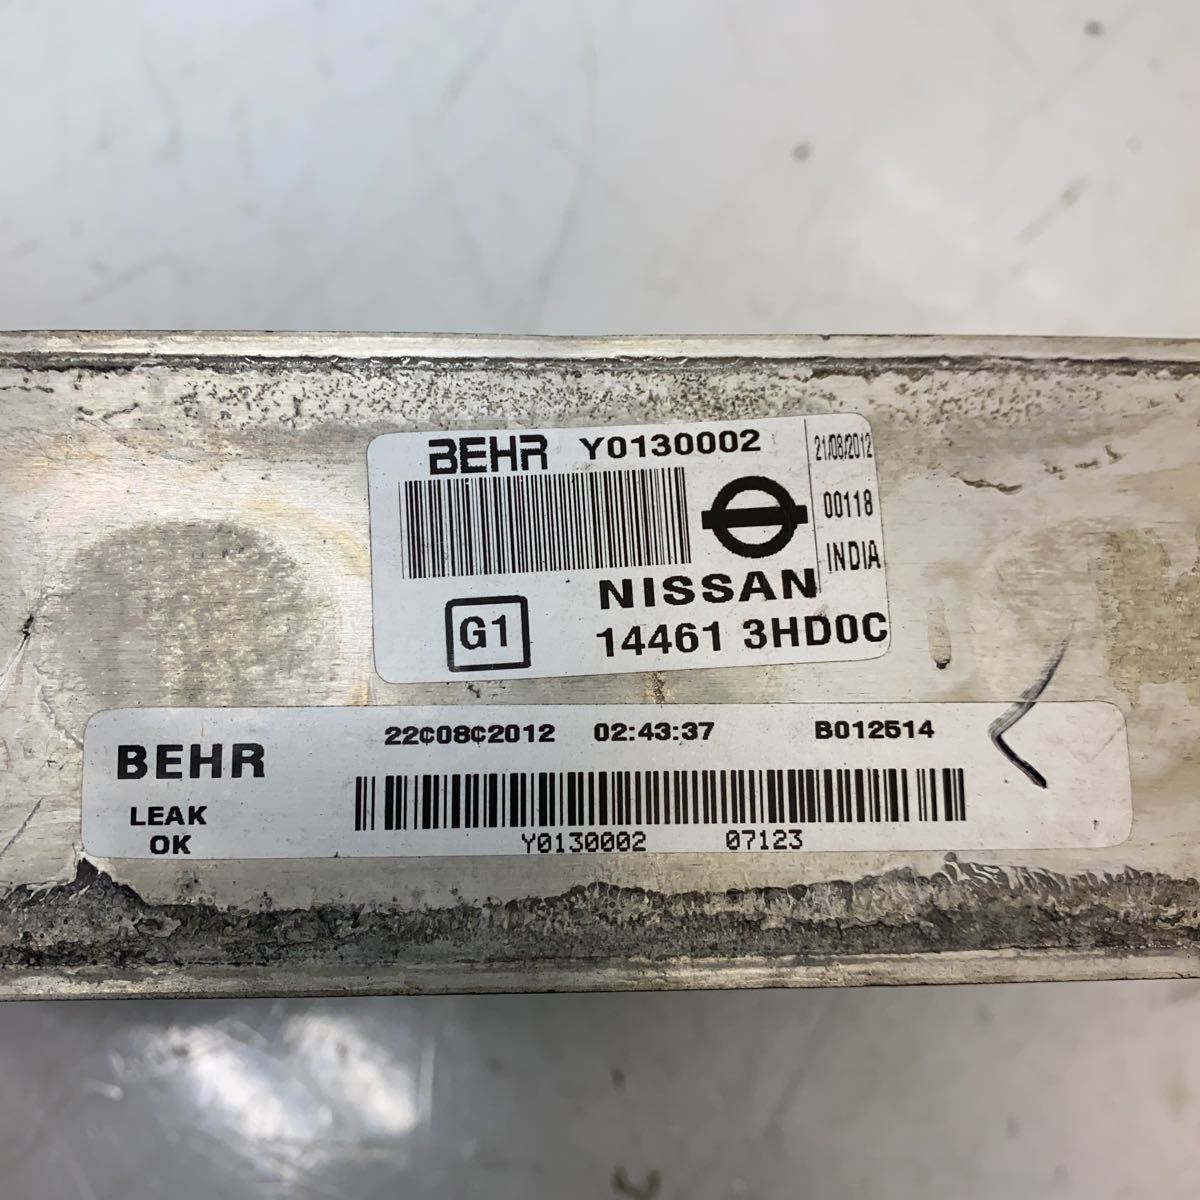 BEHR Y0130002
21/08/2012
00118
INDIA
NISSAN
G1
14461 3HD0C
22¢08¢2012 02:43:37 B012514
BEHR
LEAK
OK
Y0130002 07123